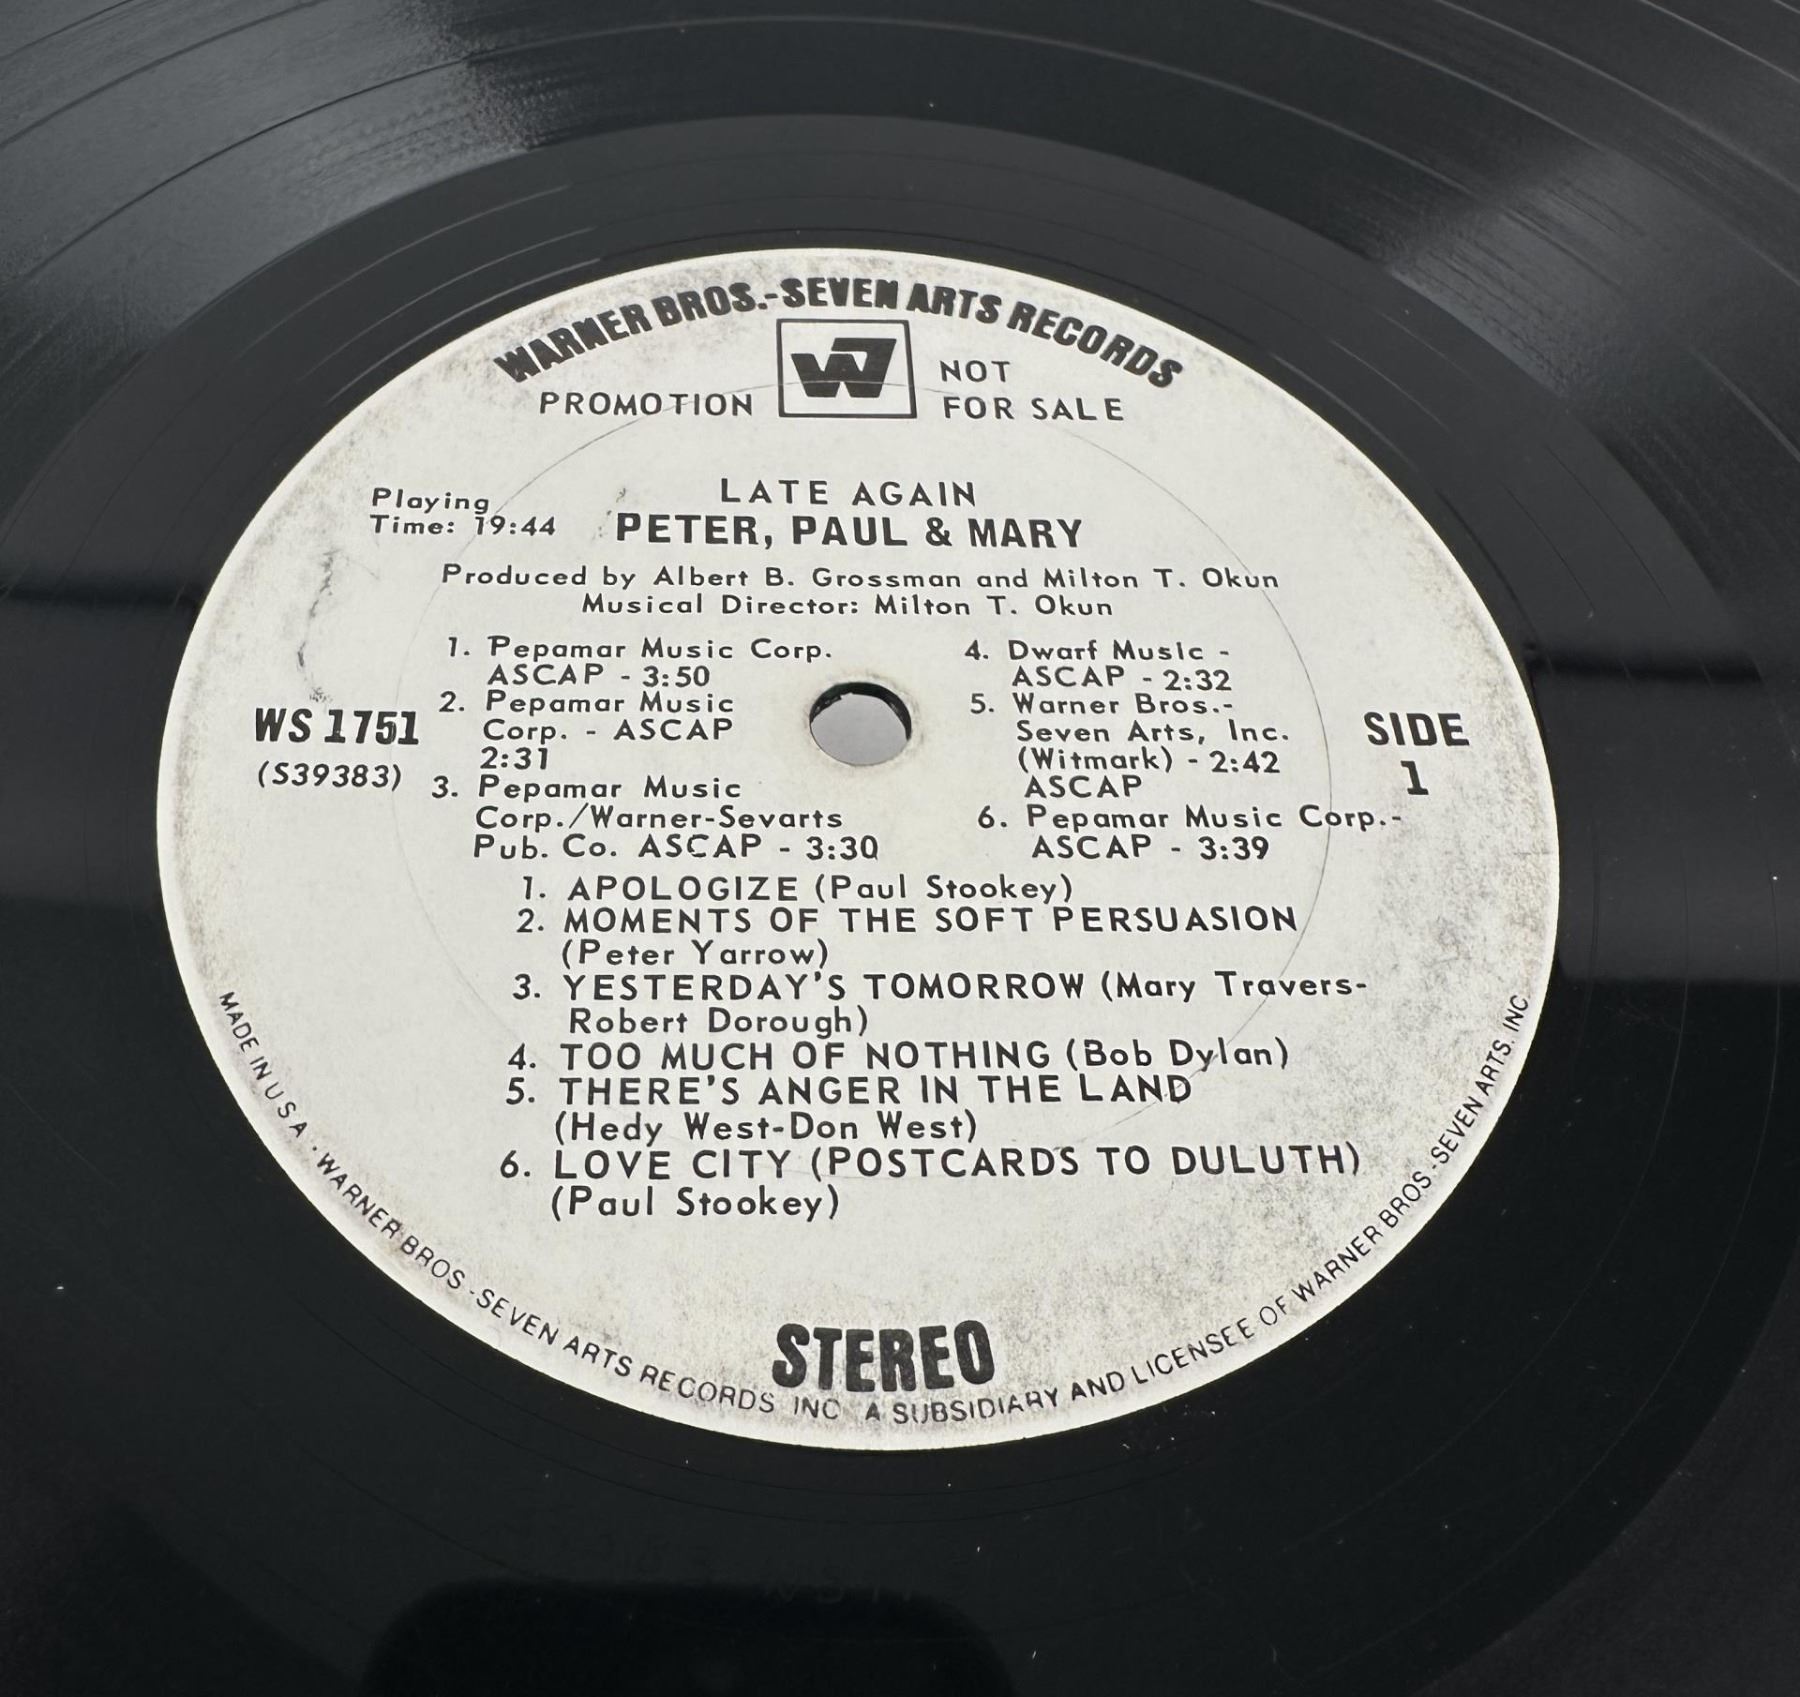 WARNER BROS.-SEVEN ARTS RECORDS
W7
PROMOTION
NOT
FOR SALE
LATE AGAIN
PETER, PAUL & MARY
Playing
Time: 19:44
Produced by Albert B. Grossman and Milton T. Okun
Musical Director: Milton T. Okun
1. Pepamar Music Corp.
ASCAP - 3:50
2. Pepamar Music
Corp. - ASCAP
2:31
3. Pepamar Music
Corp./Warner-Sevarts
Pub. Co. ASCAP - 3:30
4. Dwarf Music -
ASCAP - 2:32
5. Warner Bros.-
Seven Arts, Inc.
(Witmark) - 2:42
ASCAP
6. Pepamar Music Corp.-
ASCAP - 3:39
WS 1751
(S39383)
SIDE
1
1. APOLOGIZE (Paul Stookey)
2. MOMENTS OF THE SOFT PERSUASION
(Peter Yarrow)
3. YESTERDAY'S TOMORROW (Mary Travers-
Robert Dorough)
4. TOO MUCH OF NOTHING (Bob Dylan)
5. THERE'S ANGER IN THE LAND
(Hedy West-Don West)
6. LOVE CITY (POSTCARDS TO DULUTH)
(Paul Stookey)
STEREO
MADE IN U S A · WARNER BROS.-SEVEN ARTS RECORDS INC A SUBSIDIARY AND LICENSEE OF WARNER BROS.-SEVEN ARTS. INC.